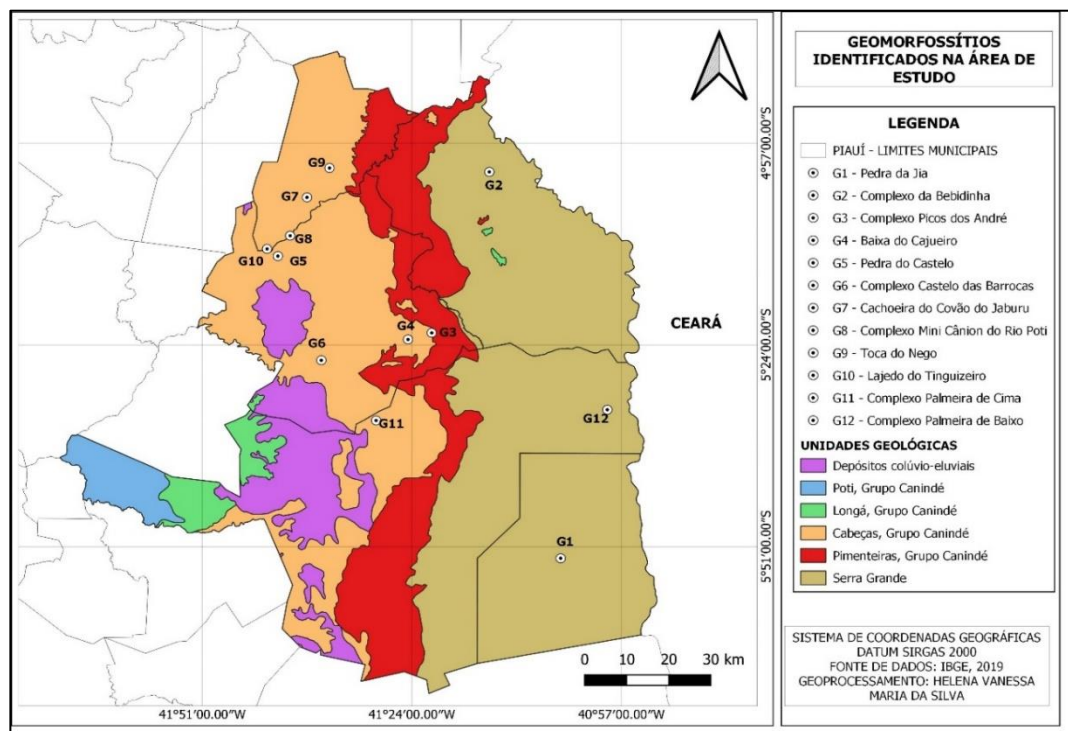 G9
G2
G7
G8
G10
G5
G4
G3
G6
G11
G12
G1
CEARÁ
4°57'00.00"S
5°24'00.00"S
5°51'00.00"S
0 10 20 30 km
41°51'00.00"W
41°24'00.00"W
40°57'00.00"W
GEOMORFOSSÍTIOS
IDENTIFICADOS NA ÁREA DE
ESTUDO
LEGENDA
PIAUÍ - LIMITES MUNICIPAIS
G1 - Pedra da Jia
G2 - Complexo da Bebidinha
G3 - Complexo Picos dos André
G4 - Baixa do Cajueiro
G5 - Pedra do Castelo
G6 - Complexo Castelo das Barrocas
G7 - Cachoeira do Covão do Jaburu
G8 - Complexo Mini Cânion do Rio Poti
G9 - Toca do Nego
G10 - Lajedo do Tinguizeiro
G11 - Complexo Palmeira de Cima
G12 - Complexo Palmeira de Baixo
UNIDADES GEOLÓGICAS
Depósitos colúvio-eluviais
Poti, Grupo Canindé
Longá, Grupo Canindé
Cabeças, Grupo Canindé
Pimenteiras, Grupo Canindé
Serra Grande
SISTEMA DE COORDENADAS GEOGRÁFICAS
DATUM SIRGAS 2000
FONTE DE DADOS: IBGE, 2019
GEOPROCESSAMENTO: HELENA VANESSA
MARIA DA SILVA